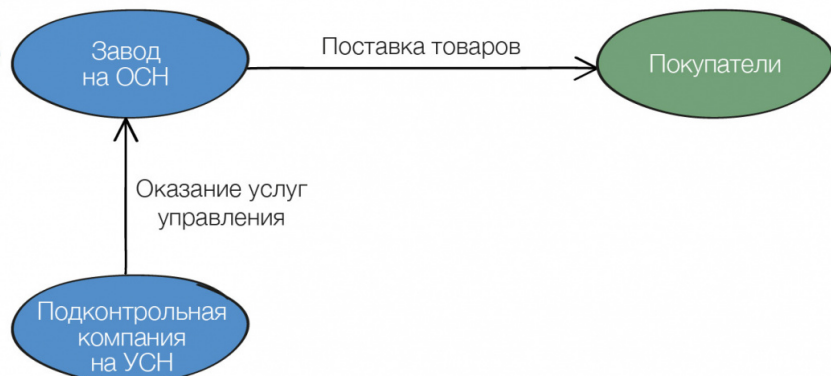 Завод
на ОСН
Поставка товаров
Покупатели
Оказание услуг
управления
Подконтрольная
компания
на УСН